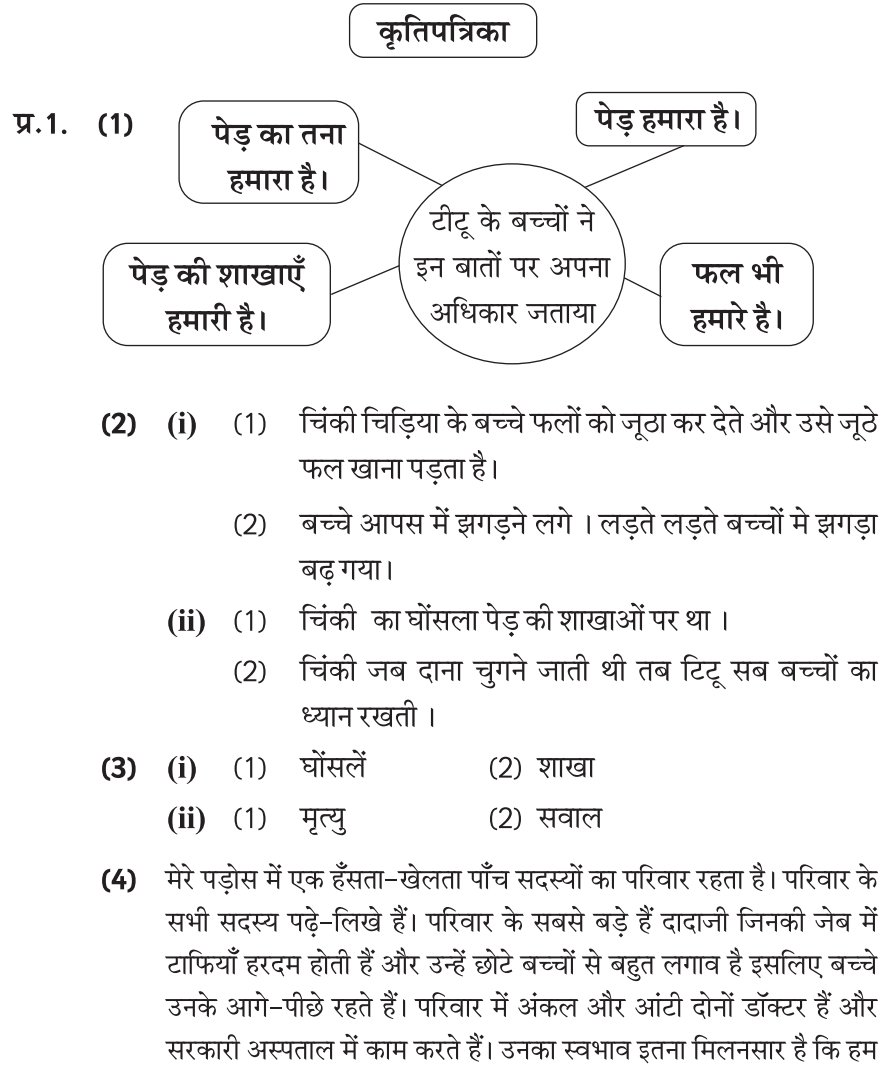 कृतिपत्रिका
प्र.1. (1)
पेड़ का तना
हमारा है।
पेड़ हमारा है।
टीटू के बच्चों ने
इन बातों पर अपना
अधिकार जताया
पेड़ की शाखाएँ
हमारी है।
फल भी
हमारे है।
(2) (i) (1) चिंकी चिड़िया के बच्चे फलों को जूठा कर देते और उसे जूठे
फल खाना पड़ता है।
(2) बच्चे आपस में झगड़ने लगे । लड़ते लड़ते बच्चों मे झगड़ा
बढ़ गया।
(ii) (1) चिंकी का घोंसला पेड़ की शाखाओं पर था ।
(2) चिंकी जब दाना चुगने जाती थी तब टिटू सब बच्चों का
ध्यान रखती ।
(3) (i) (1) घोंसलें (2) शाखा
(ii) (1) मृत्यु (2) सवाल
(4) मेरे पड़ोस में एक हँसता-खेलता पाँच सदस्यों का परिवार रहता है। परिवार के
सभी सदस्य पढ़े-लिखे हैं। परिवार के सबसे बड़े हैं दादाजी जिनकी जेब में
टाफियाँ हरदम होती हैं और उन्हें छोटे बच्चों से बहुत लगाव है इसलिए बच्चे
उनके आगे-पीछे रहते हैं। परिवार में अंकल और आंटी दोनों डॉक्टर हैं और
सरकारी अस्पताल में काम करते हैं। उनका स्वभाव इतना मिलनसार है कि हम